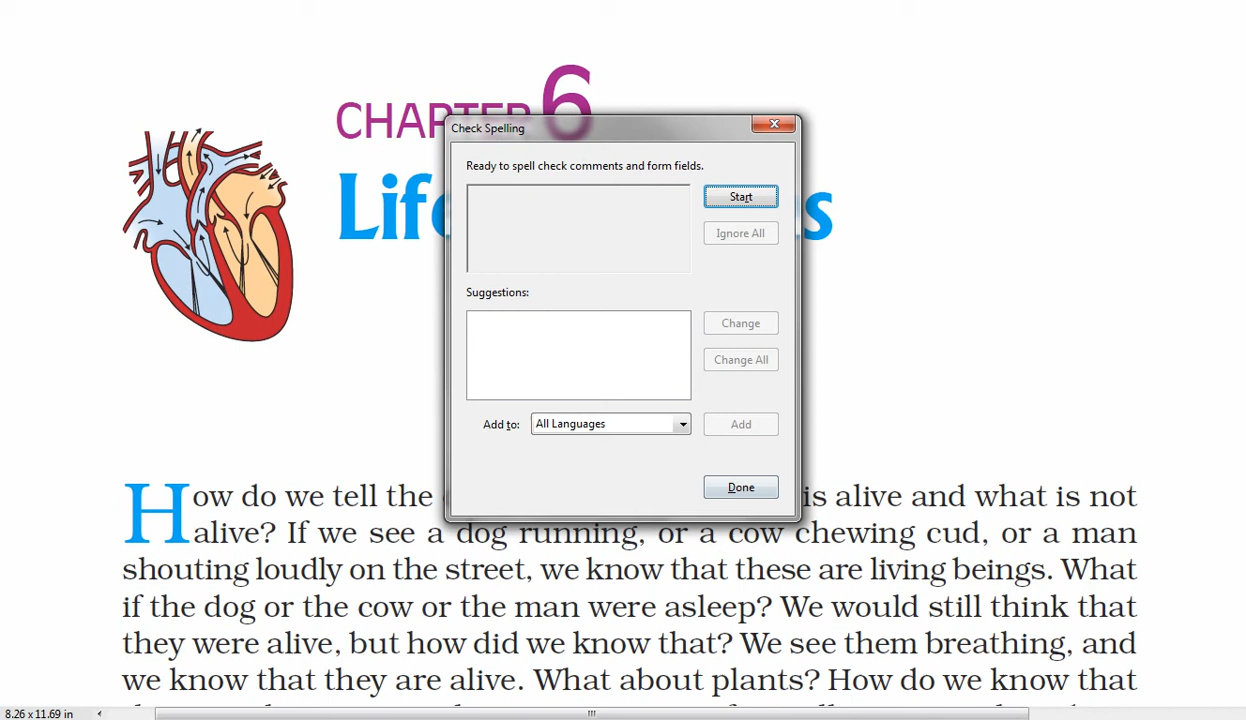 CHAPTER 6
Check Spelling
Ready to spell check comments and form fields.
Start
Ignore All
Suggestions:
Change
Change All
Add to: All Languages
Add
Done
How do we tell the is alive and what is not
alive? If we see a dog running, or a cow chewing cud, or a man
shouting loudly on the street, we know that these are living beings. What
if the dog or the cow or the man were asleep? We would still think that
they were alive, but how did we know that? We see them breathing, and
we know that they are alive. What about plants? How do we know that
8.26 x 11.69 in